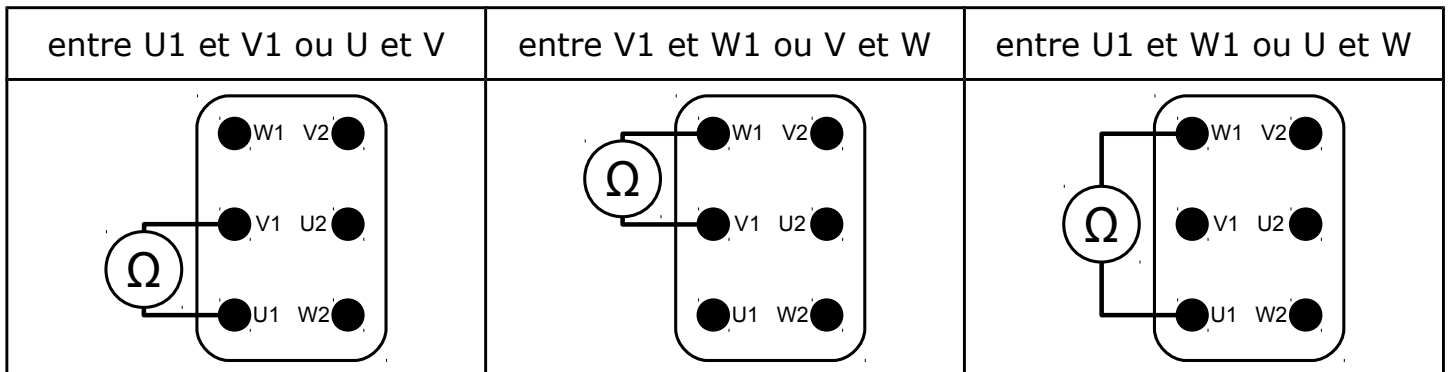 entre U1 et V1 ou U et V
entre V1 et W1 ou V et W
entre U1 et W1 ou U et W
W1 V2
Ω
V1 U2
U1 W2
W1 V2
Ω
V1 U2
U1 W2
W1 V2
Ω
V1 U2
U1 W2